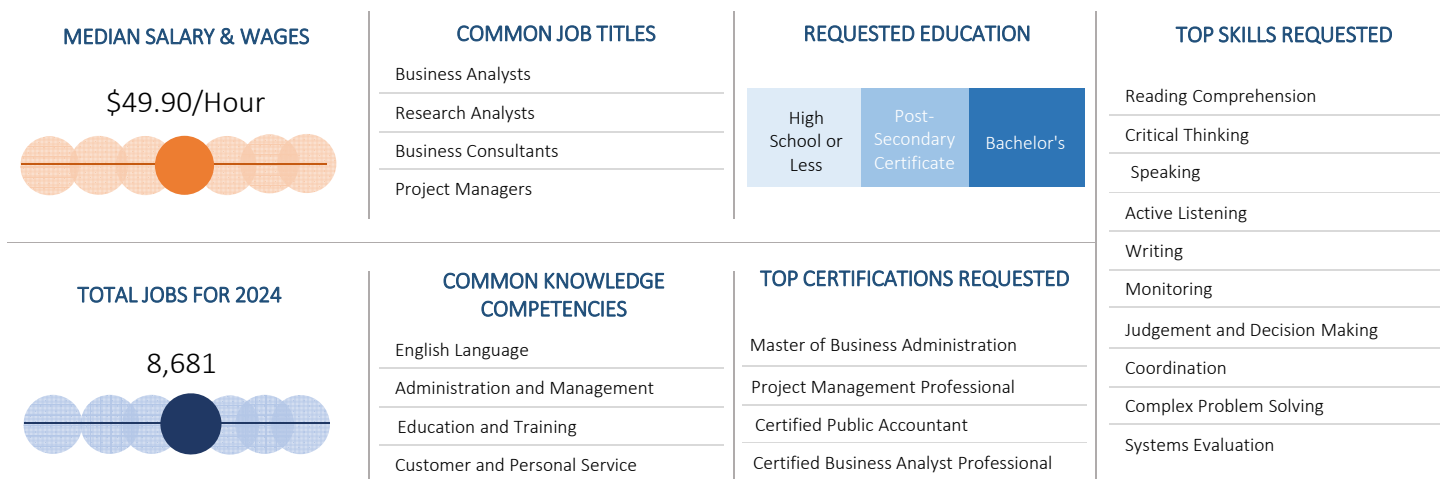 MEDIAN SALARY & WAGES
$49.90/Hour
COMMON JOB TITLES
Business Analysts
Research Analysts
Business Consultants
Project Managers
REQUESTED EDUCATION
High
School or
Less
Post-
Secondary
Certificate
Bachelor's
TOTAL JOBS FOR 2024
8,681
COMMON KNOWLEDGE
COMPETENCIES
English Language
Administration and Management
Education and Training
Customer and Personal Service
TOP CERTIFICATIONS REQUESTED
Master of Business Administration
Project Management Professional
Certified Public Accountant
Certified Business Analyst Professional
TOP SKILLS REQUESTED
Reading Comprehension
Critical Thinking
Speaking
Active Listening
Writing
Monitoring
Judgement and Decision Making
Coordination
Complex Problem Solving
Systems Evaluation